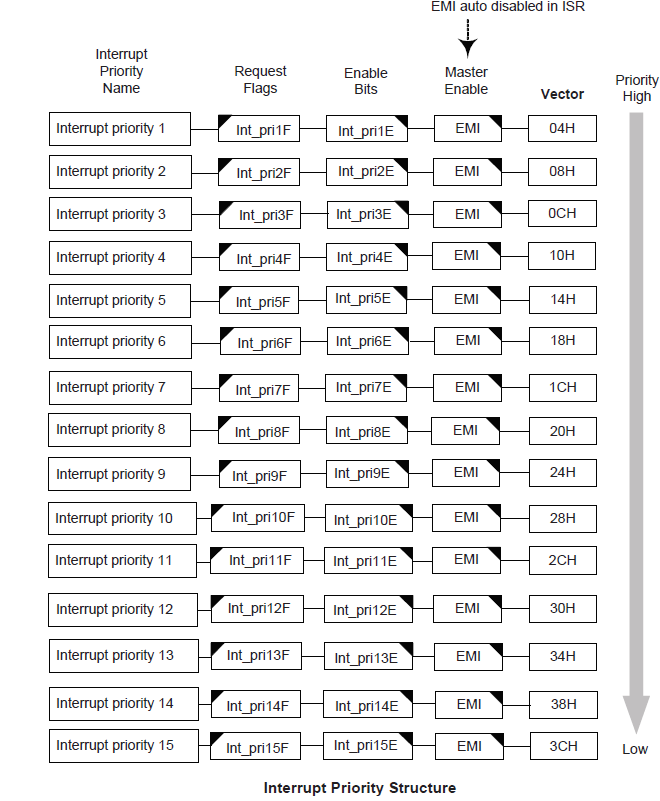 EMI auto disabled in ISR
Interrupt Priority Name Request Flags Enable Bits Master Enable Vector Priority High
Interrupt priority 1 Int_pri1F Int_pri1E EMI 04H
Interrupt priority 2 Int_pri2F Int_pri2E EMI 08H
Interrupt priority 3 Int_pri3F Int_pri3E EMI 0CH
Interrupt priority 4 Int_pri4F Int_pri4E EMI 10H
Interrupt priority 5 Int_pri5F Int_pri5E EMI 14H
Interrupt priority 6 Int_pri6F Int_pri6E EMI 18H
Interrupt priority 7 Int_pri7F Int_pri7E EMI 1CH
Interrupt priority 8 Int_pri8F Int_pri8E EMI 20H
Interrupt priority 9 Int_pri9F Int_pri9E EMI 24H
Interrupt priority 10 Int_pri10F Int_pri10E EMI 28H
Interrupt priority 11 Int_pri11F Int_pri11E EMI 2CH
Interrupt priority 12 Int_pri12F Int_pri12E EMI 30H
Interrupt priority 13 Int_pri13F Int_pri13E EMI 34H
Interrupt priority 14 Int_pri14F Int_pri14E EMI 38H
Interrupt priority 15 Int_pri15F Int_pri15E EMI 3CH Low
Interrupt Priority Structure